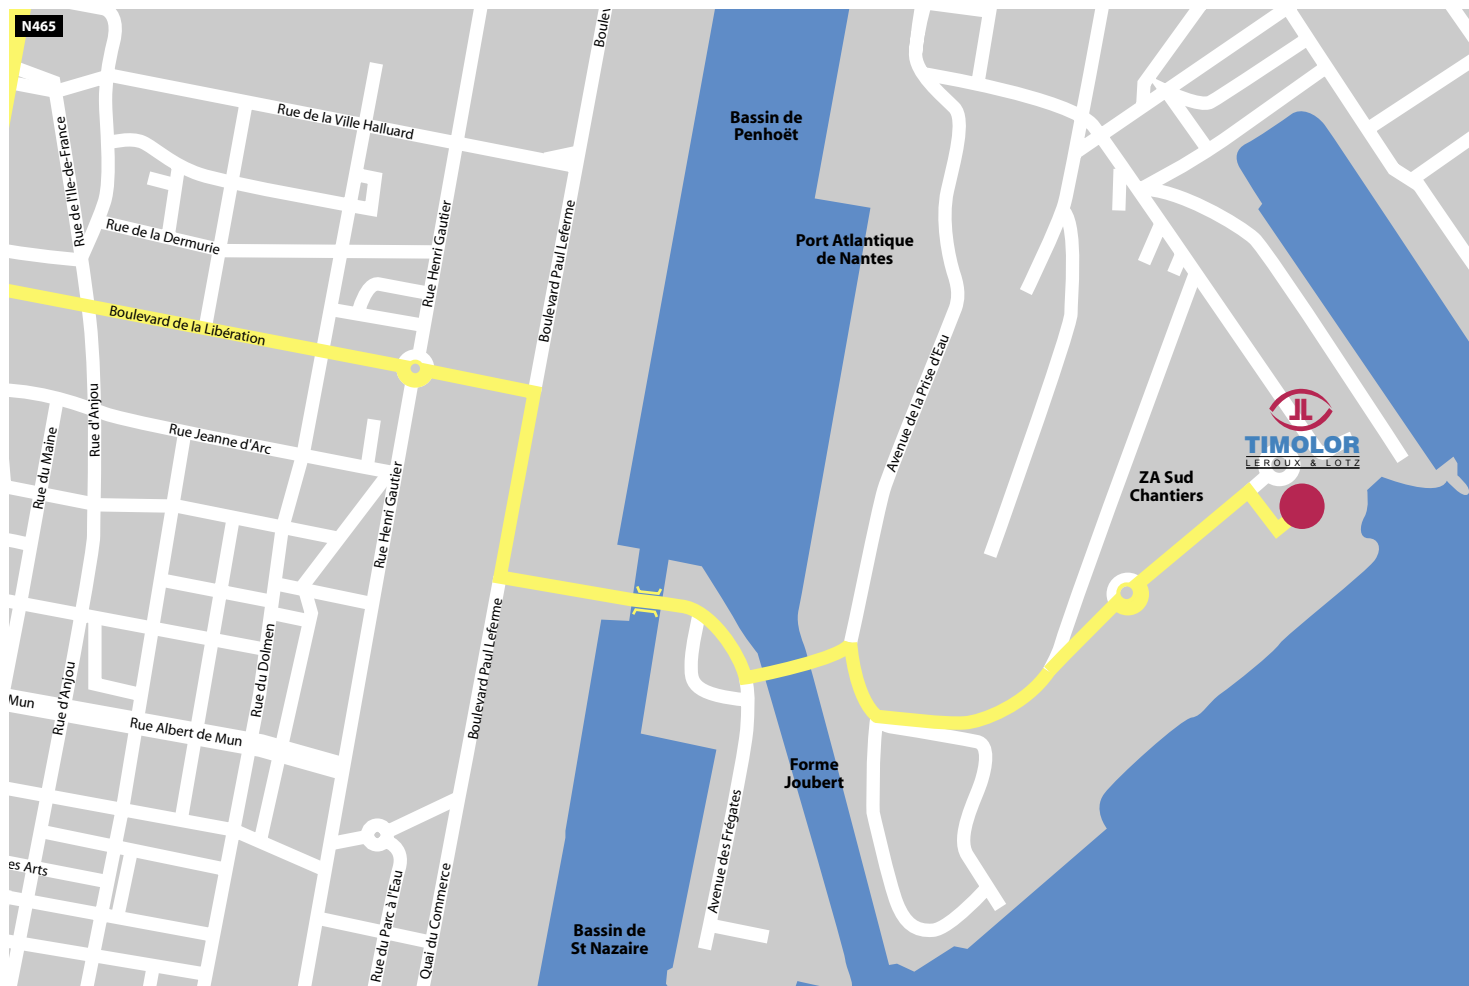 N465
Boulev
Rue de la Ville Halluard
Bassin de
Penhoët
Rue de l'Ile-de-France
Rue de la Dermurie
Rue Henri Gautier
Boulevard Paul Leferme
Port Atlantique
de Nantes
Boulevard de la Libération
Avenue de la Prise d'Eau
Rue d'Anjou
Rue Jeanne d'Arc
Rue du Maine
Rue Henri Gautier
TIMOLOR
LEROUX & LOTZ
ZA Sud
Chantiers
Boulevard Paul Leferme
Rue du Dolmen
Rue d'Anjou
Mun
Rue Albert de Mun
Forme
Joubert
Avenue des Frégates
es Arts
Rue du Parc à l'Eau
Quai du Commerce
Bassin de
St Nazaire